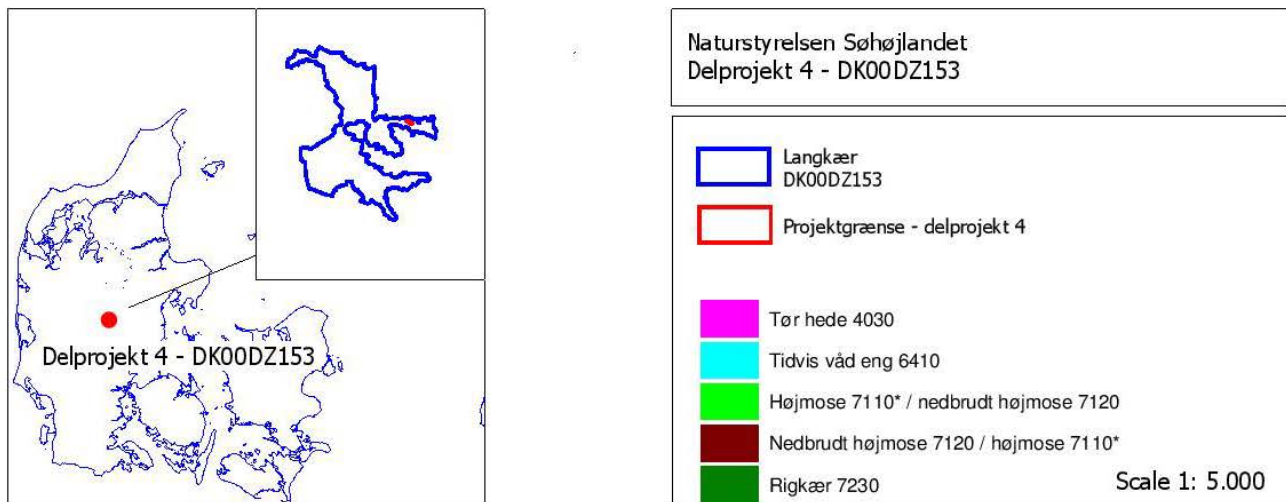 Delprojekt 4 - DK00DZ153
Naturstyrelsen Søhøjlandet
Delprojekt 4 - DK00DZ153
Langkær
DK00DZ153
Projektgrænse - delprojekt 4
Tør hede 4030
Tidvis våd eng 6410
Højmose 7110* / nedbrudt højmose 7120
Nedbrudt højmose 7120 / højmose 7110*
Rigkær 7230
Scale 1: 5.000